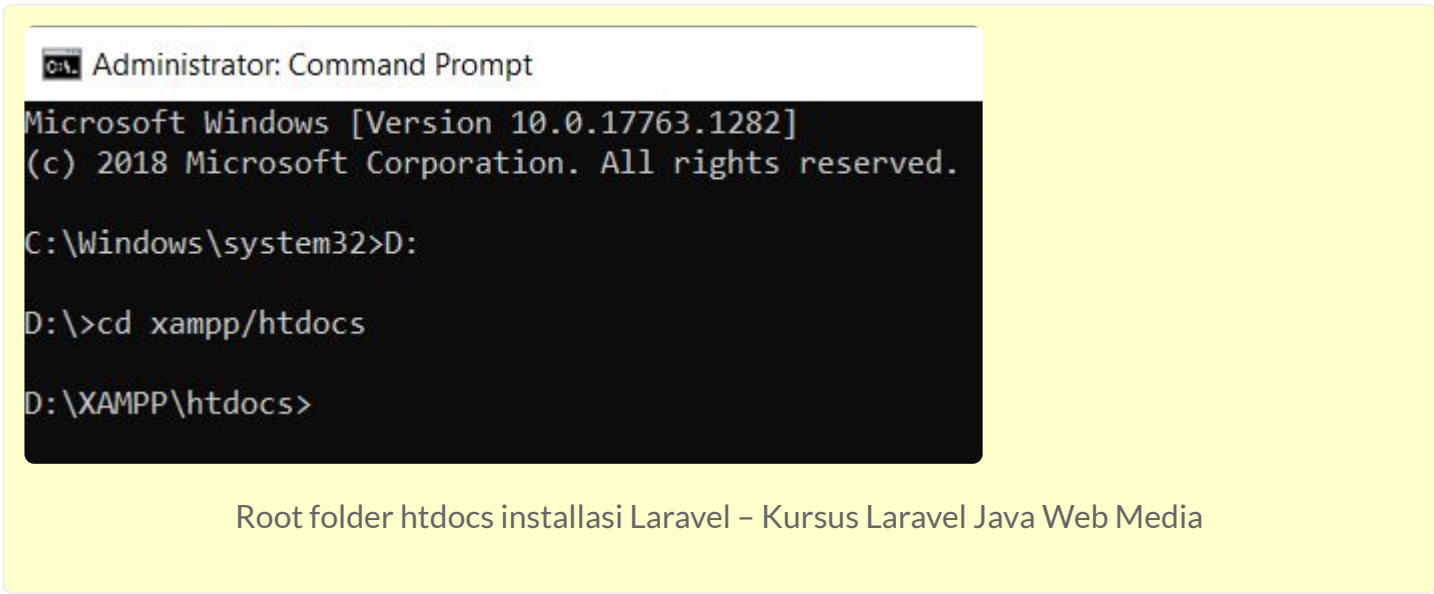 Administrator: Command Prompt
Microsoft Windows [Version 10.0.17763.1282]
(c) 2018 Microsoft Corporation. All rights reserved.
C:\Windows\system32>D:
D:\>cd xampp/htdocs
D:\XAMPP\htdocs>
Root folder htdocs installasi Laravel – Kursus Laravel Java Web Media